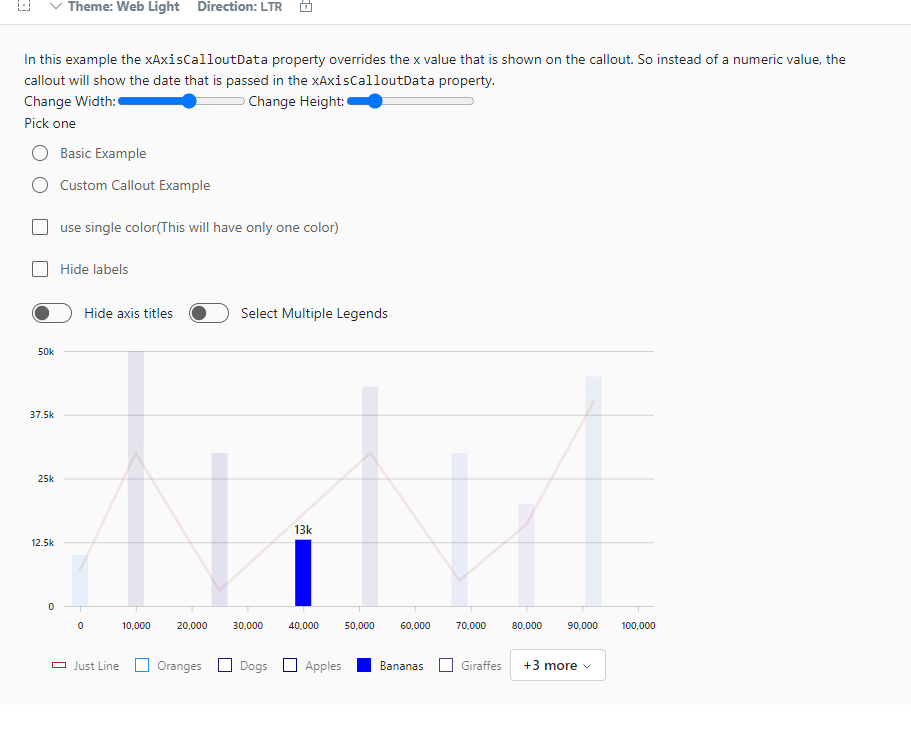 Theme: Web Light Direction: LTR
In this example the xAxisCalloutData property overrides the x value that is shown on the callout. So instead of a numeric value, the
callout will show the date that is passed in the xAxisCalloutData property.
Change Width: Change Height:
Pick one
Basic Example
Custom Callout Example
use single color(This will have only one color)
Hide labels
Hide axis titles Select Multiple Legends
50k
37.5k
25k
13k
12.5k
0
0 10,000 20,000 30,000 40,000 50,000 60,000 70,000 80,000 90,000 100,000
Just Line Oranges Dogs Apples Bananas Giraffes +3 more